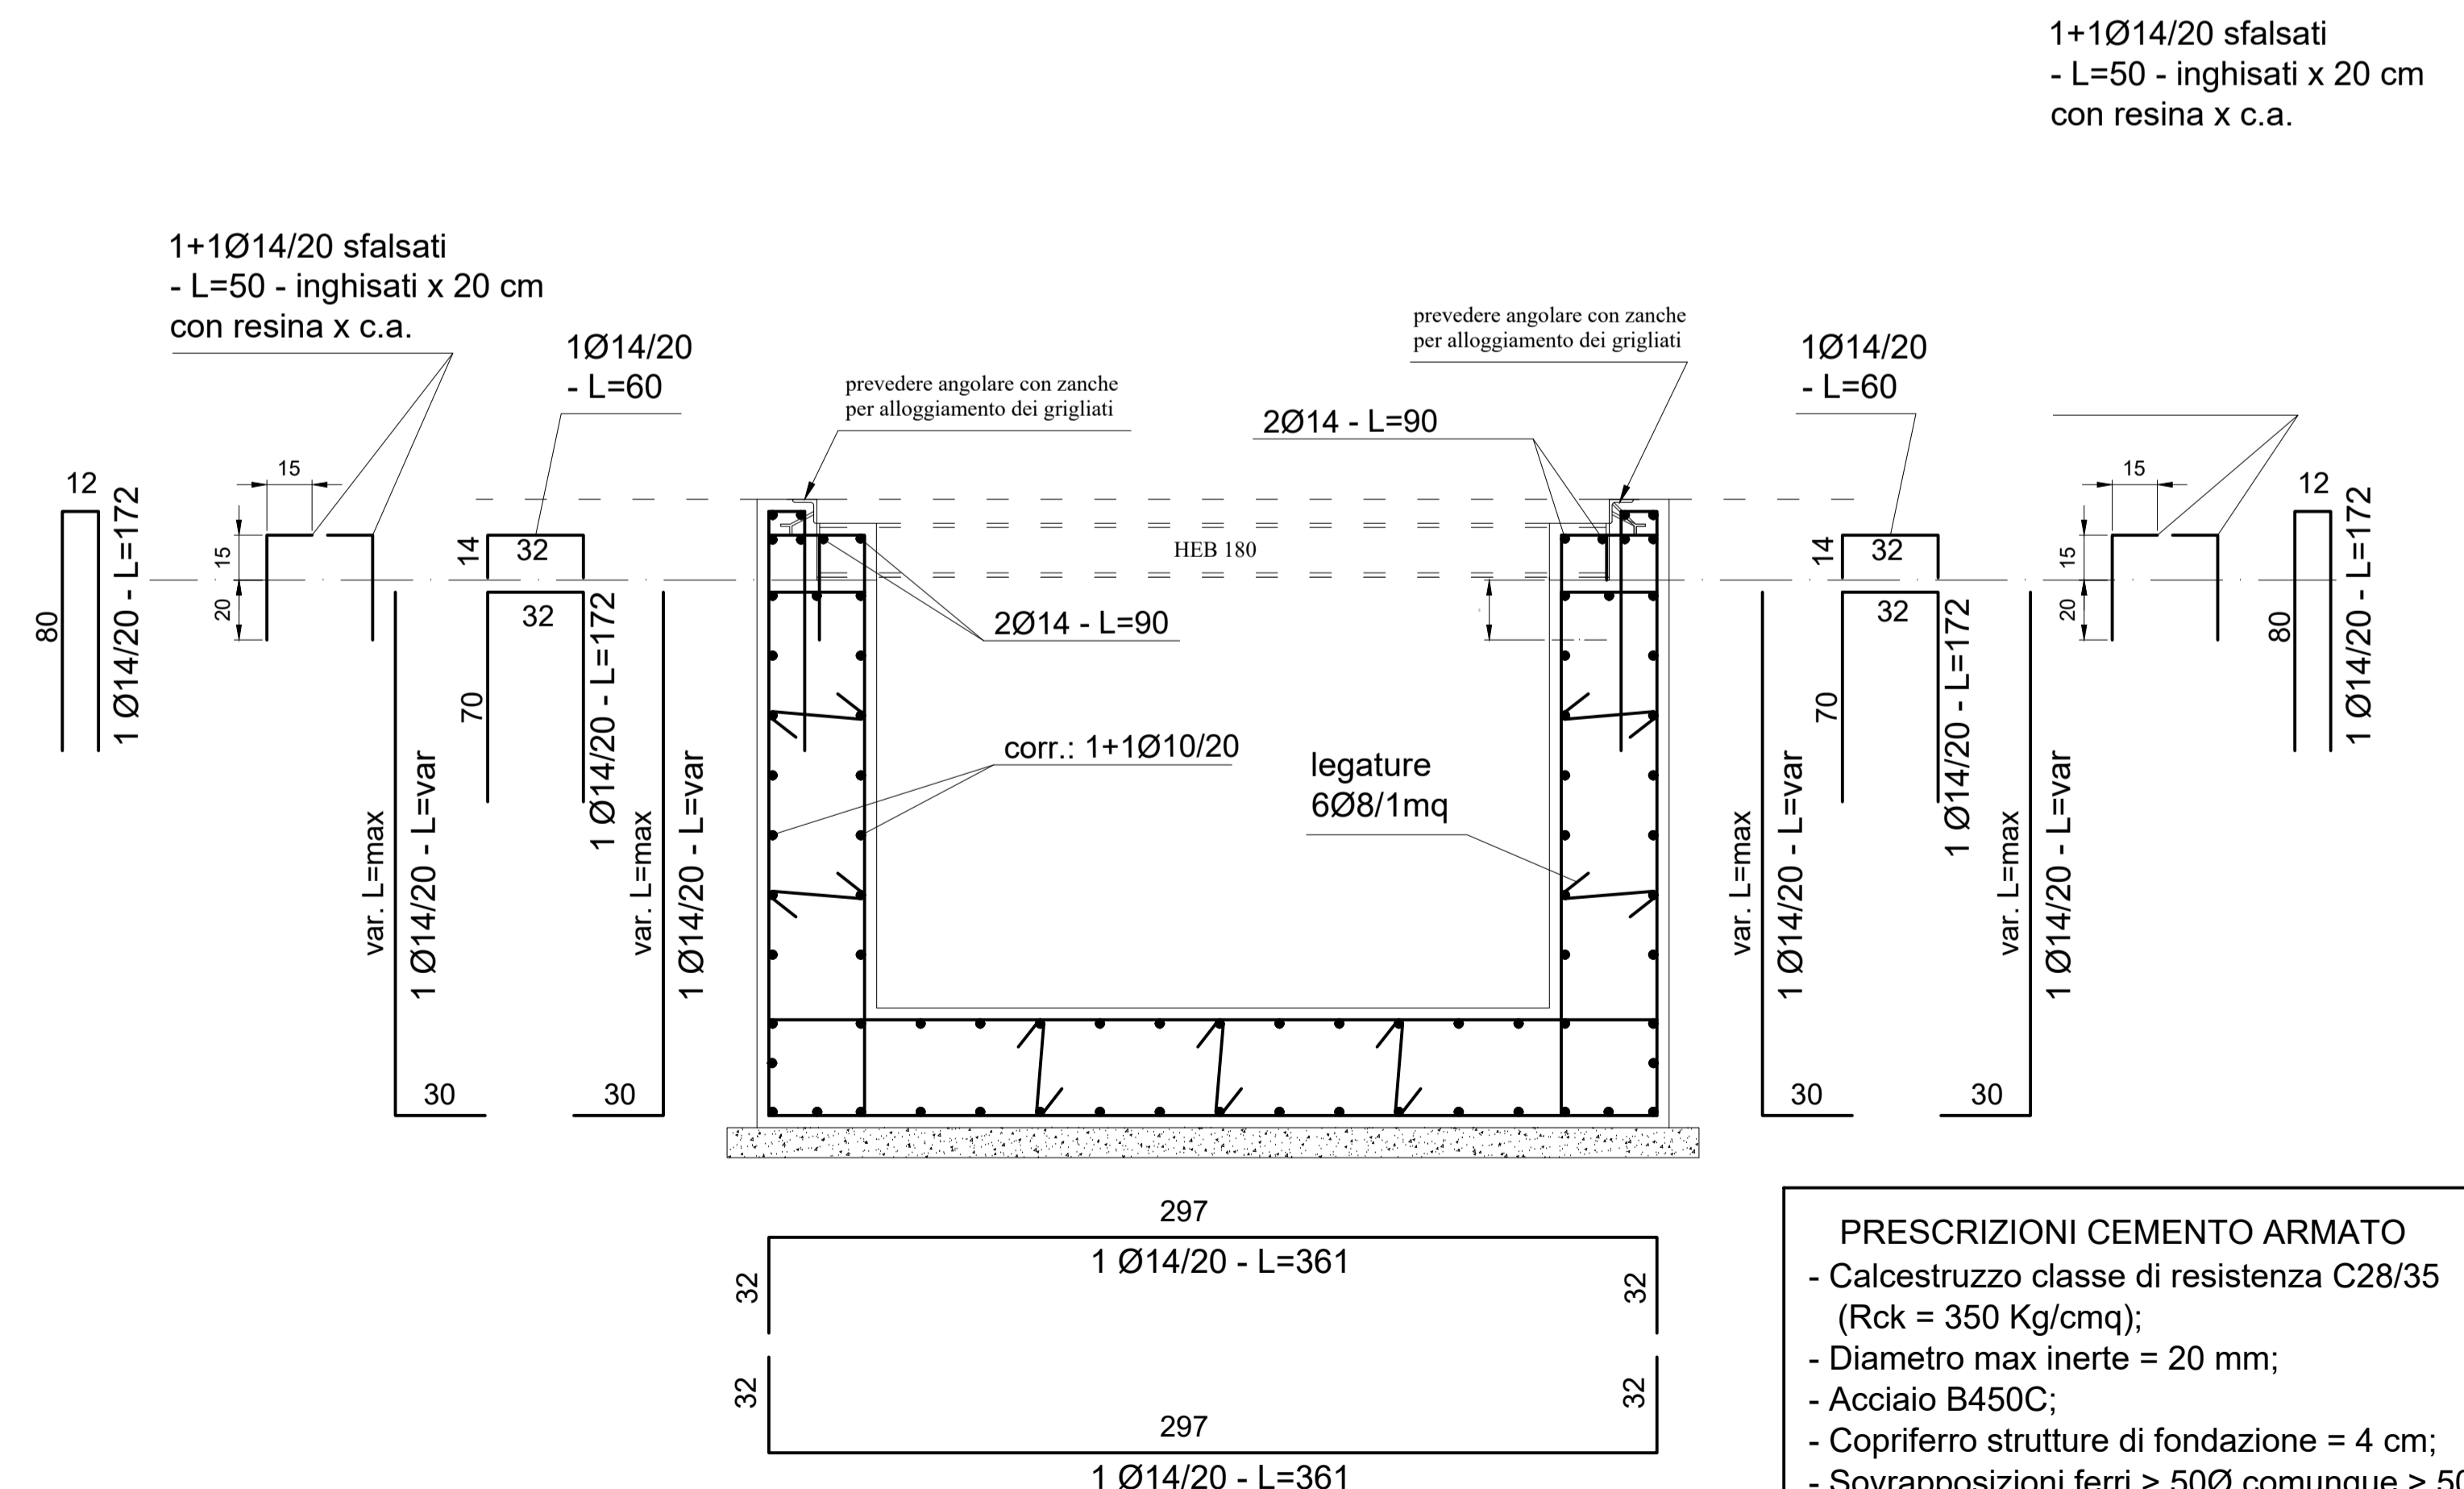 1+1Ø14/20 sfalsati
- L=50 - inghisati x 20 cm
con resina x c.a.
1+1Ø14/20 sfalsati
- L=50 - inghisati x 20 cm
con resina x c.a.
1Ø14/20
- L=60
prevedere angolare con zanche
per alloggiamento dei grigliati
prevedere angolare con zanche
per alloggiamento dei grigliati
2Ø14 - L=90
1Ø14/20
- L=60
12
80
1 Ø14/20 - L=172
15
15
20
14
32
32
70
1 Ø14/20 - L=172
var. L=max
1 Ø14/20 - L=var
30
var. L=max
1 Ø14/20 - L=var
30
HEB 180
2Ø14 - L=90
corr.: 1+1Ø10/20
legature
6Ø8/1mq
14
32
32
70
1 Ø14/20 - L=172
var. L=max
1 Ø14/20 - L=var
30
var. L=max
1 Ø14/20 - L=var
30
15
15
20
12
80
1 Ø14/20 - L=172
297
1 Ø14/20 - L=361
32
32
32
32
297
1 Ø14/20 - L=361
PRESCRIZIONI CEMENTO ARMATO
- Calcestruzzo classe di resistenza C28/35
(Rck = 350 Kg/cmq);
- Diametro max inerte = 20 mm;
- Acciaio B450C;
- Copriferro strutture di fondazione = 4 cm;
- Sovrapposizioni ferri > 50Ø comunque > 50